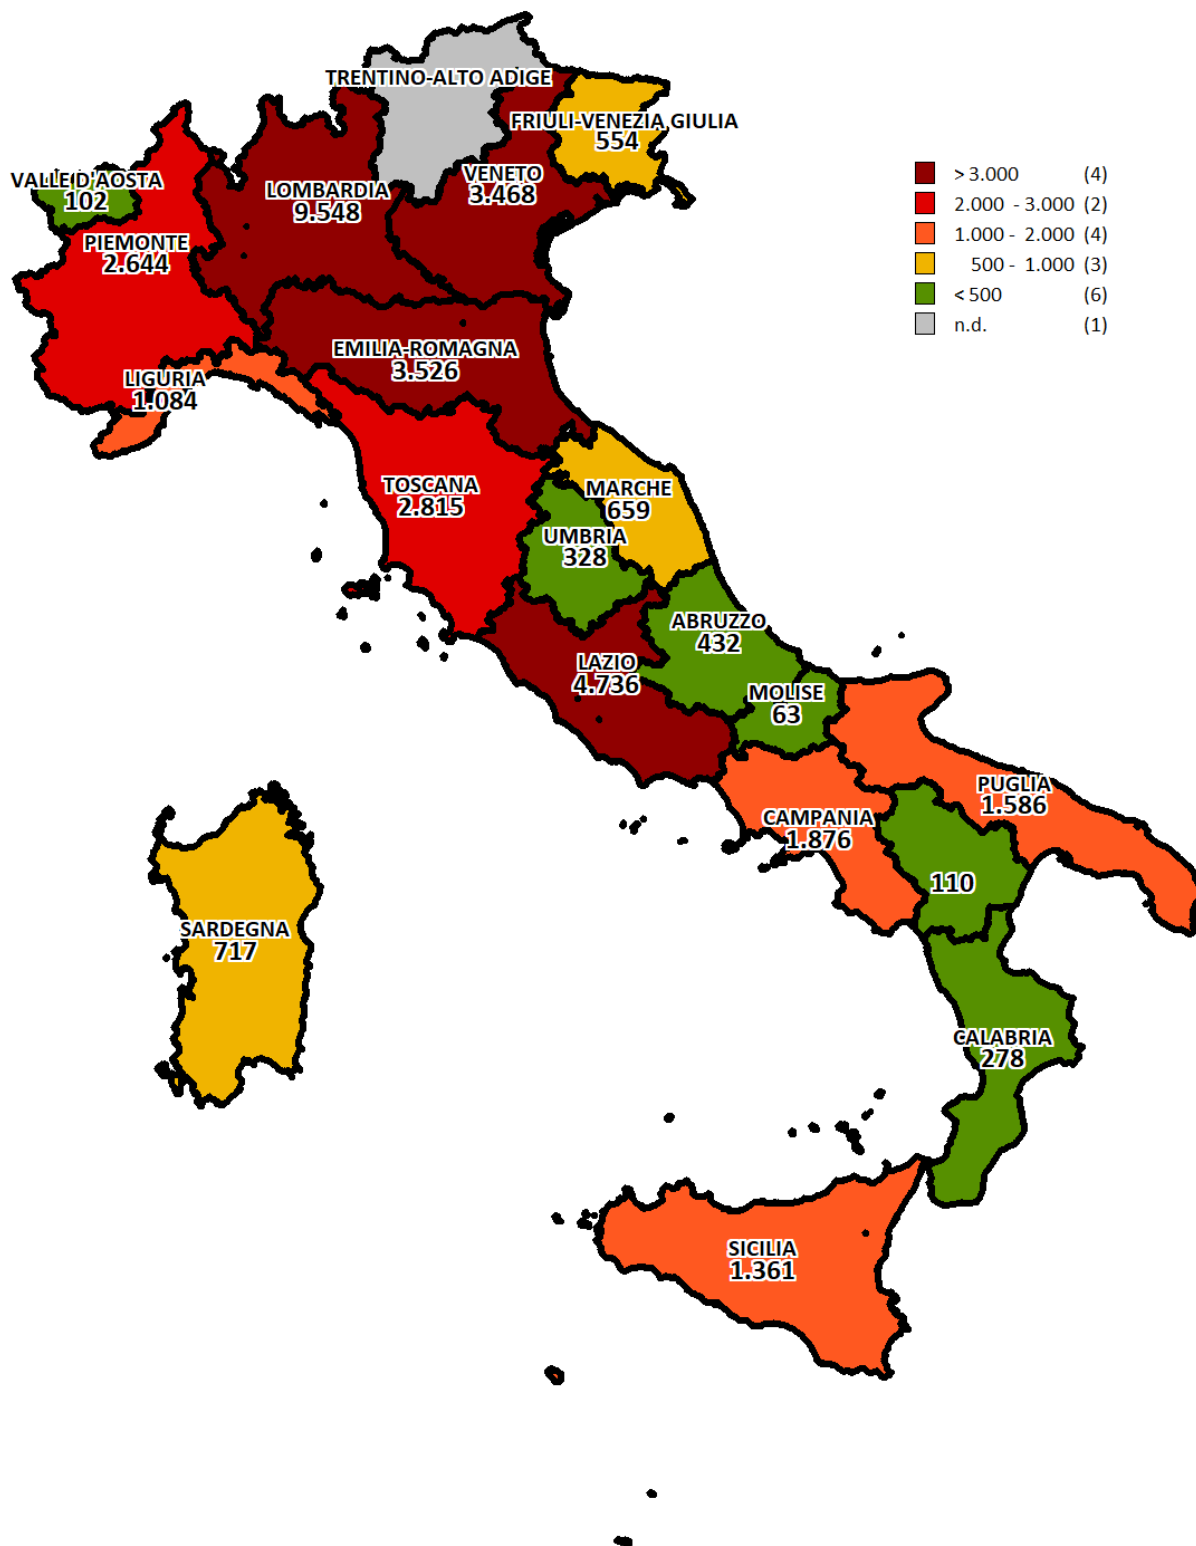 TRENTINO-ALTO ADIGE
FRIULI-VENEZIA GIULIA
554
VALLE D'AOSTA
102
LOMBARDIA
9.548
VENETO
3.468
PIEMONTE
2.644
EMILIA-ROMAGNA
3.526
LIGURIA
1.084
TOSCANA
2.815
MARCHE
659
UMBRIA
328
ABRUZZO
432
LAZIO
4.736
MOLISE
63
PUGLIA
1.586
CAMPANIA
1.876
110
SARDEGNA
717
CALABRIA
278
SICILIA
1.361
> 3.000 (4)
2.000 - 3.000 (2)
1.000 - 2.000 (4)
500 - 1.000 (3)
< 500 (6)
n.d. (1)